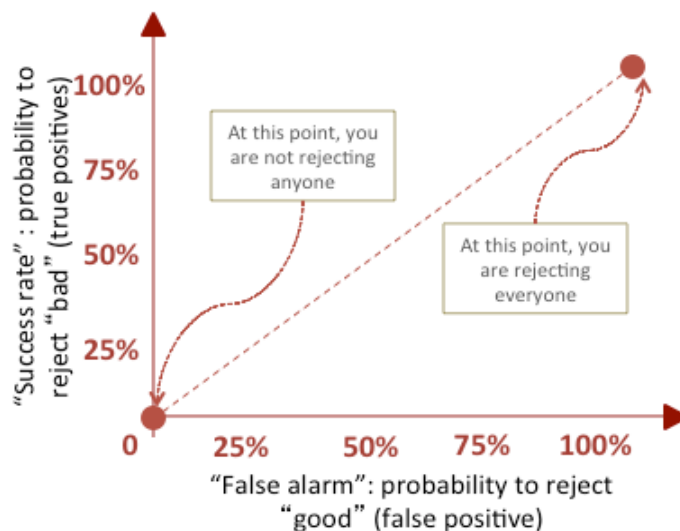 "Success rate" : probability to
reject "bad" (true positives)
100%
75%
50%
25%
0
At this point, you
are not rejecting
anyone
At this point, you
are rejecting
everyone
25%
50%
75%
100%
"False alarm": probability to reject
"good" (false positive)